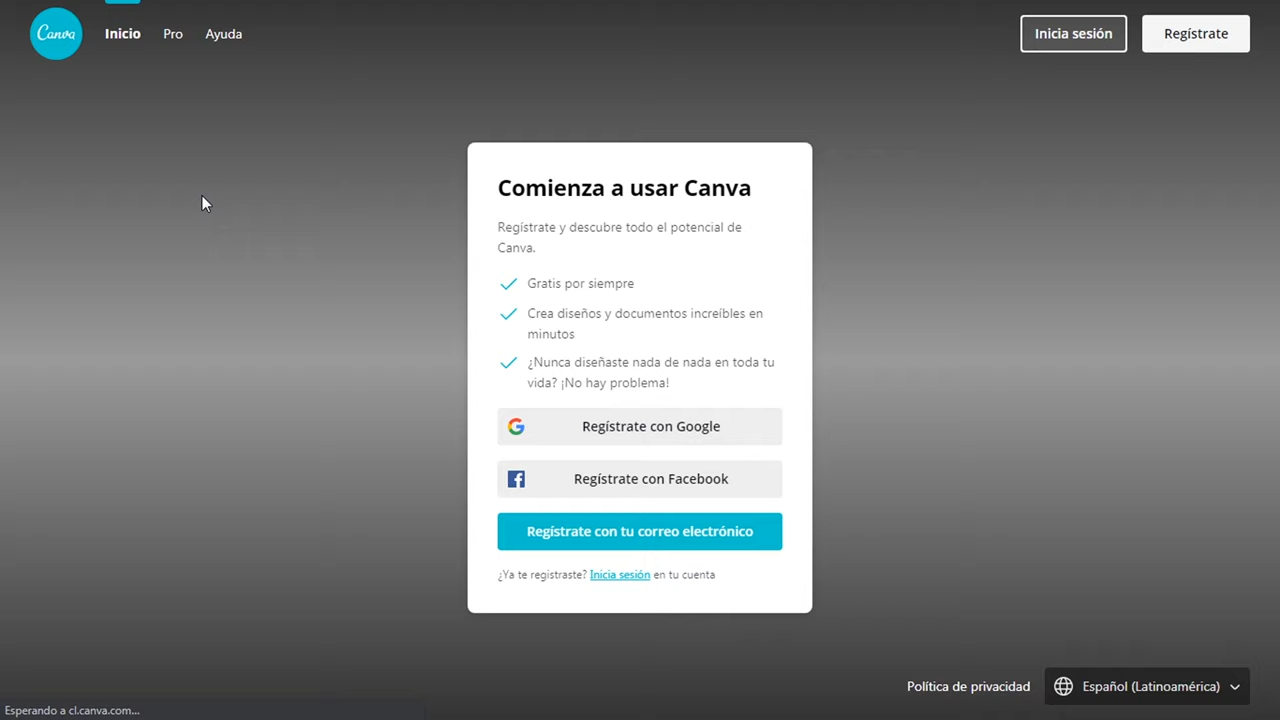 Canva
Inicio
Pro
Ayuda
Inicia sesión
Regístrate
Comienza a usar Canva
Regístrate y descubre todo el potencial de
Canva.
Gratis por siempre
Crea diseños y documentos increíbles en
minutos
¿Nunca diseñaste nada de nada en toda tu
vida? ¡No hay problema!
Regístrate con Google
Regístrate con Facebook
Regístrate con tu correo electrónico
¿Ya te registraste? Inicia sesión en tu cuenta
Política de privacidad
Español (Latinoamérica)
Esperando a cl.canva.com...